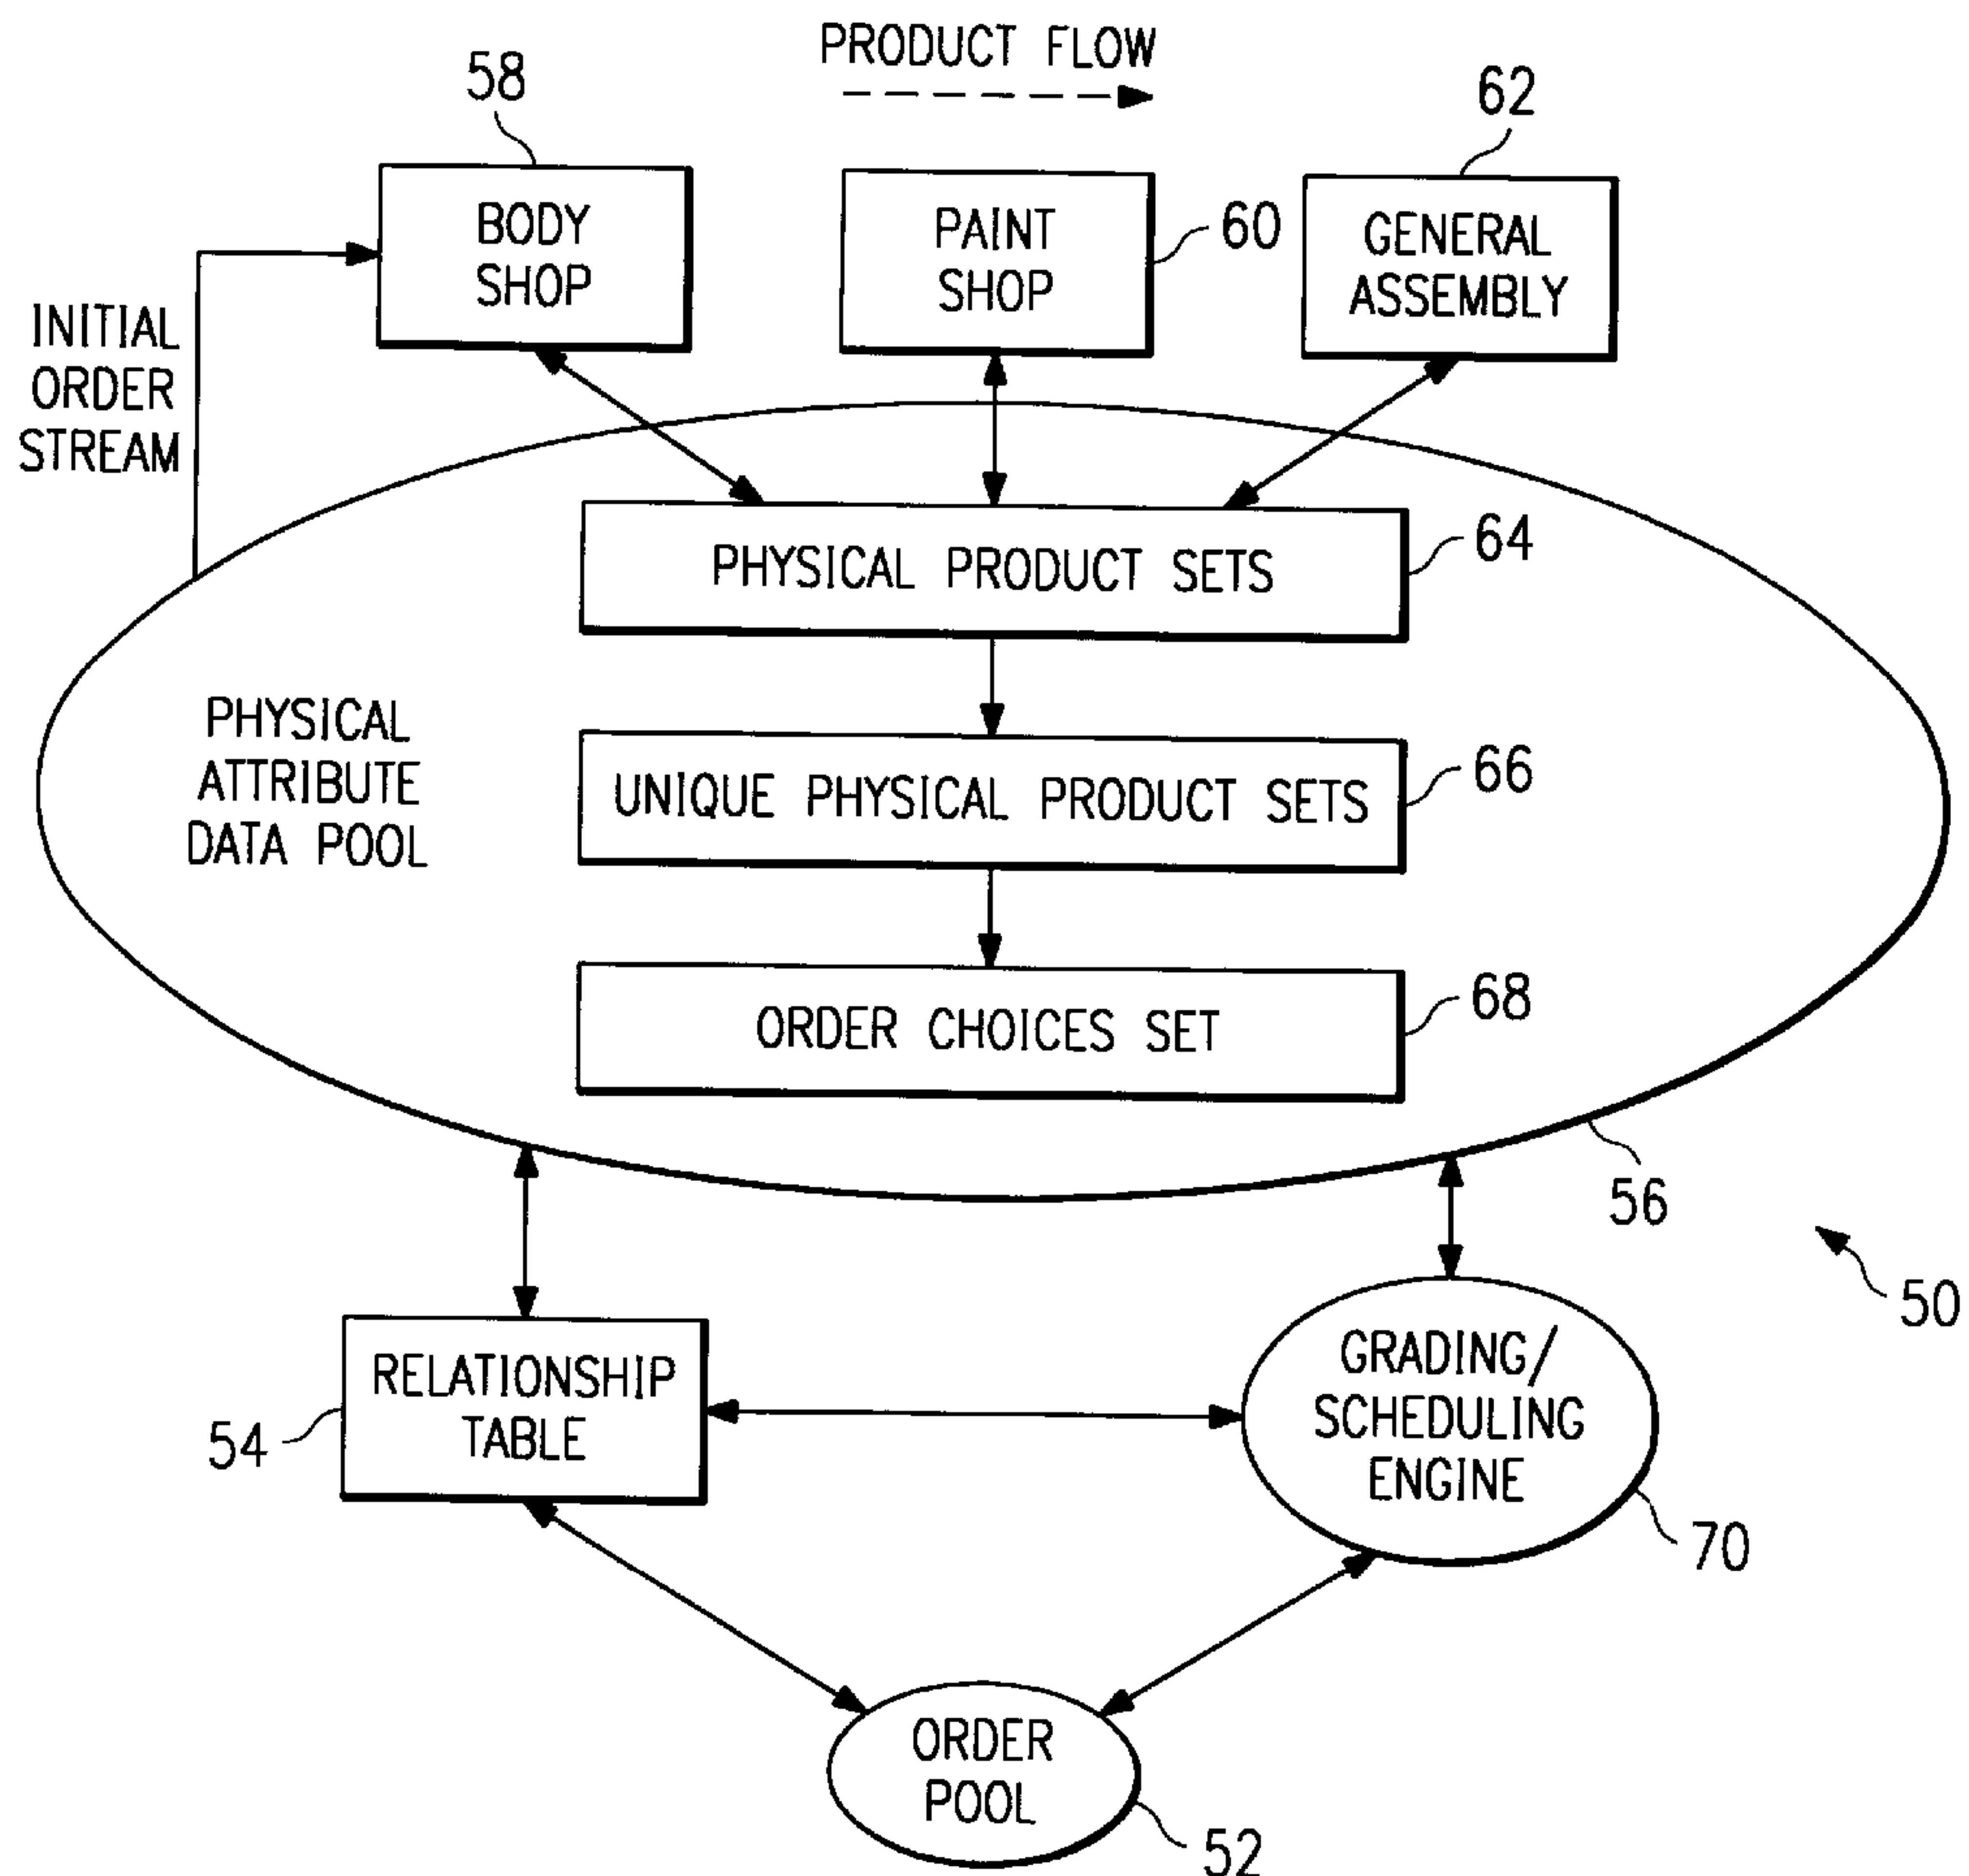 PRODUCT FLOW
58
62
BODY
SHOP
PAINT
SHOP
60
GENERAL
ASSEMBLY
INITIAL
ORDER
STREAM
PHYSICAL PRODUCT SETS
64
PHYSICAL
ATTRIBUTE
DATA POOL
UNIQUE PHYSICAL PRODUCT SETS
66
ORDER CHOICES SET
68
56
50
RELATIONSHIP
TABLE
54
GRADING/
SCHEDULING
ENGINE
70
ORDER
POOL
52